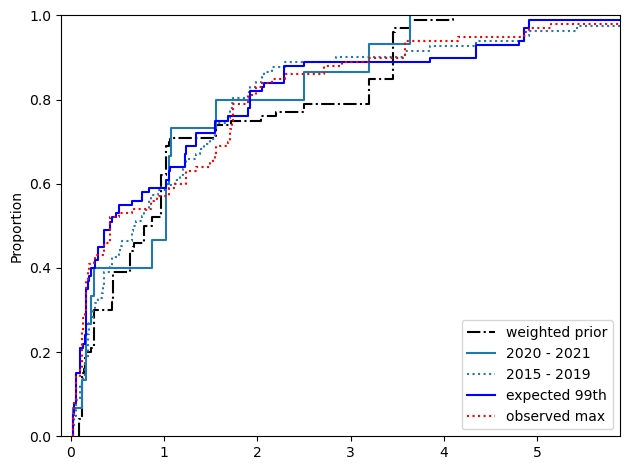 1.0
0.8
0.6
0.4
0.2
0.0
Proportion
0 1 2 3 4 5
weighted prior
2020 - 2021
2015 - 2019
expected 99th
observed max